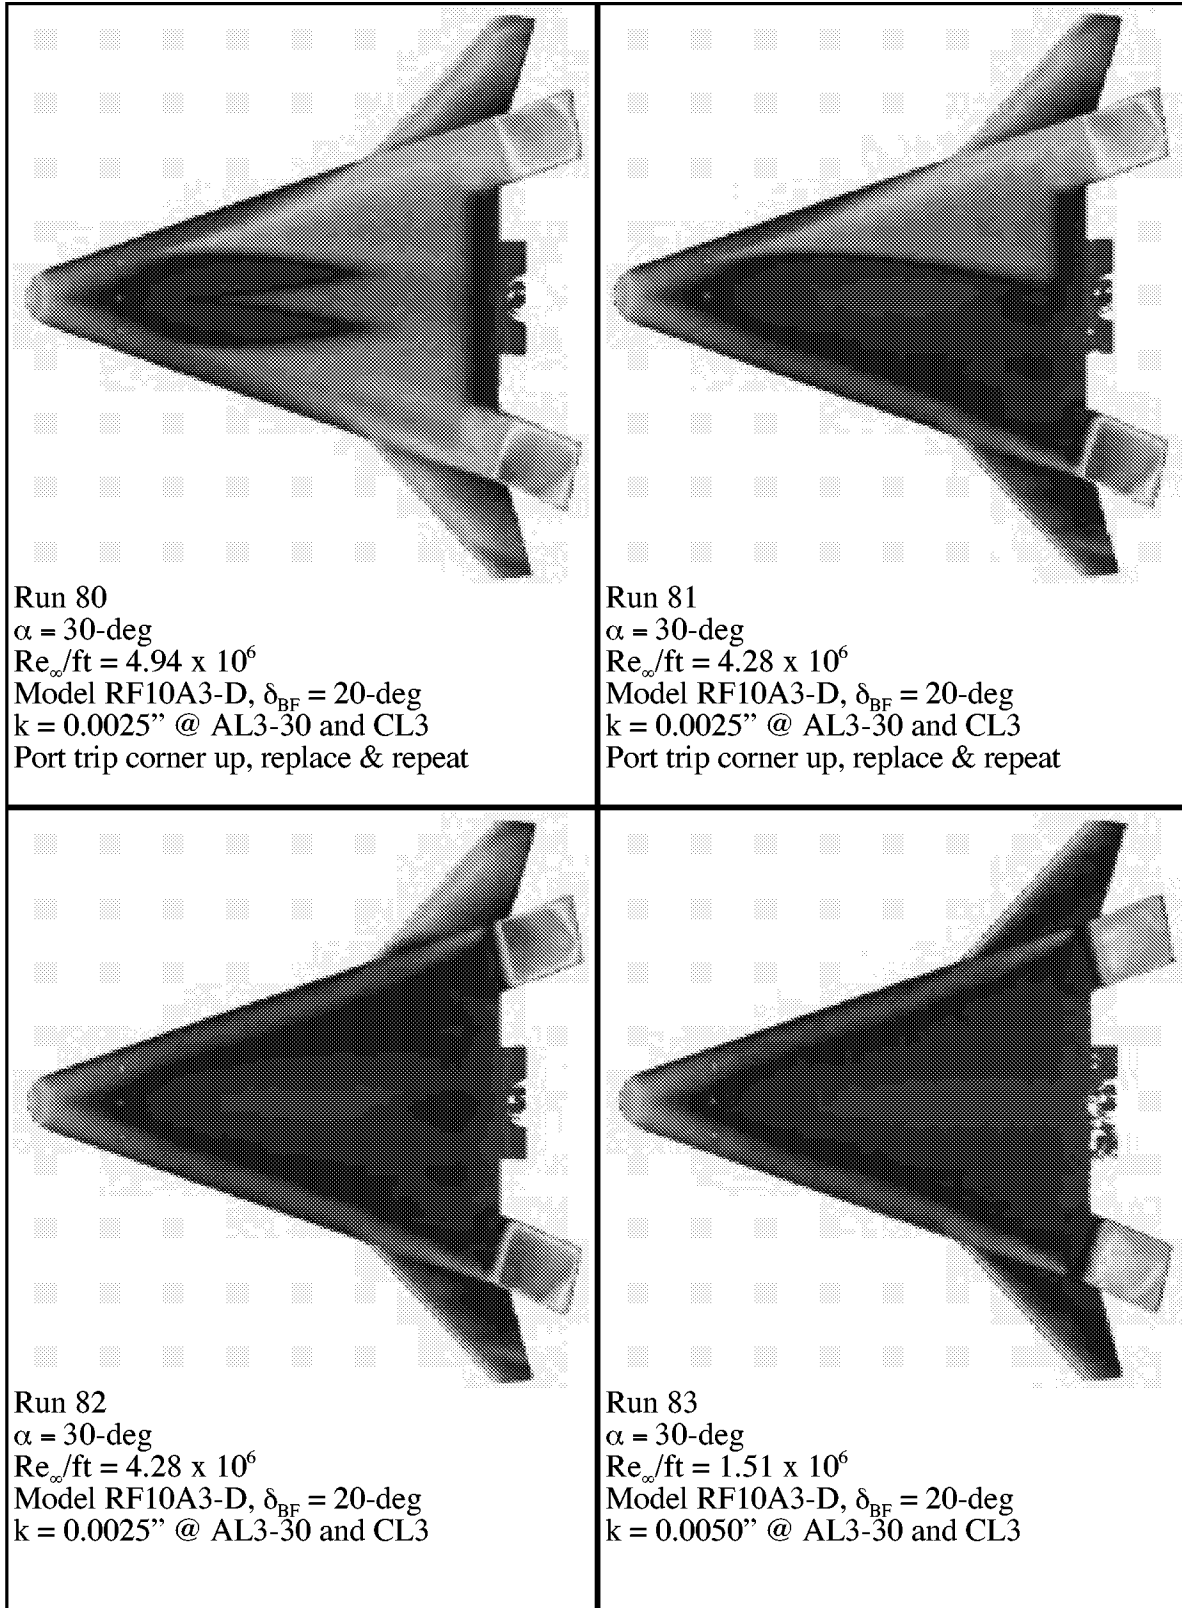 Run 80
α = 30-deg
Re∞/ft = 4.94 x 10⁶
Model RF10A3-D, δBF = 20-deg
k = 0.0025” @ AL3-30 and CL3
Port trip corner up, replace & repeat
Run 81
α = 30-deg
Re∞/ft = 4.28 x 10⁶
Model RF10A3-D, δBF = 20-deg
k = 0.0025” @ AL3-30 and CL3
Port trip corner up, replace & repeat
Run 82
α = 30-deg
Re∞/ft = 4.28 x 10⁶
Model RF10A3-D, δBF = 20-deg
k = 0.0025” @ AL3-30 and CL3
Run 83
α = 30-deg
Re∞/ft = 1.51 x 10⁶
Model RF10A3-D, δBF = 20-deg
k = 0.0050” @ AL3-30 and CL3